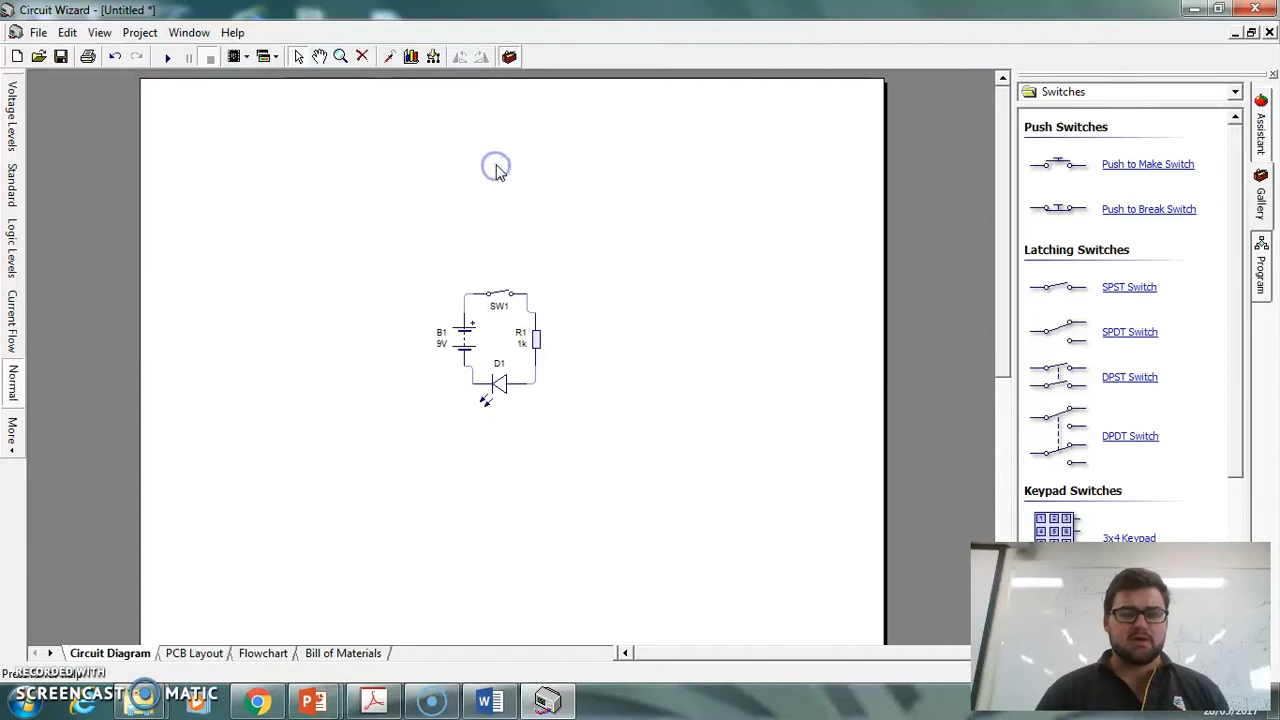 Circuit Wizard - [Untitled *]
File Edit View Project Window Help
Voltage Levels
Standard
Logic Levels
Current Flow
Normal
More
SW1
B1
9V
R1
1k
D1
Switches
Push Switches
Push to Make Switch
Push to Break Switch
Latching Switches
SPST Switch
SPDT Switch
DPST Switch
DPDT Switch
Keypad Switches
1 2 3
3x4 Keypad
Assistant
Gallery
Program
Circuit Diagram PCB Layout Flowchart Bill of Materials
RECORDED WITH
SCREENCAST MATIC